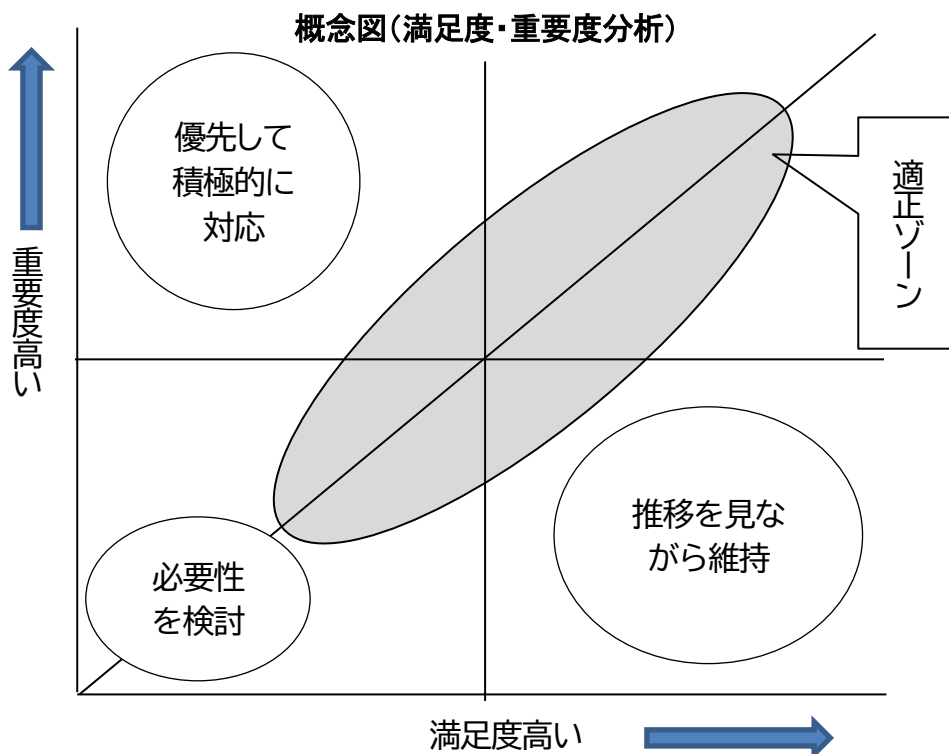 概念図(満足度・重要度分析)
優先して
積極的に
対応
適正ゾーン
重要度高い
推移を見な
がら維持
必要性
を検討
満足度高い